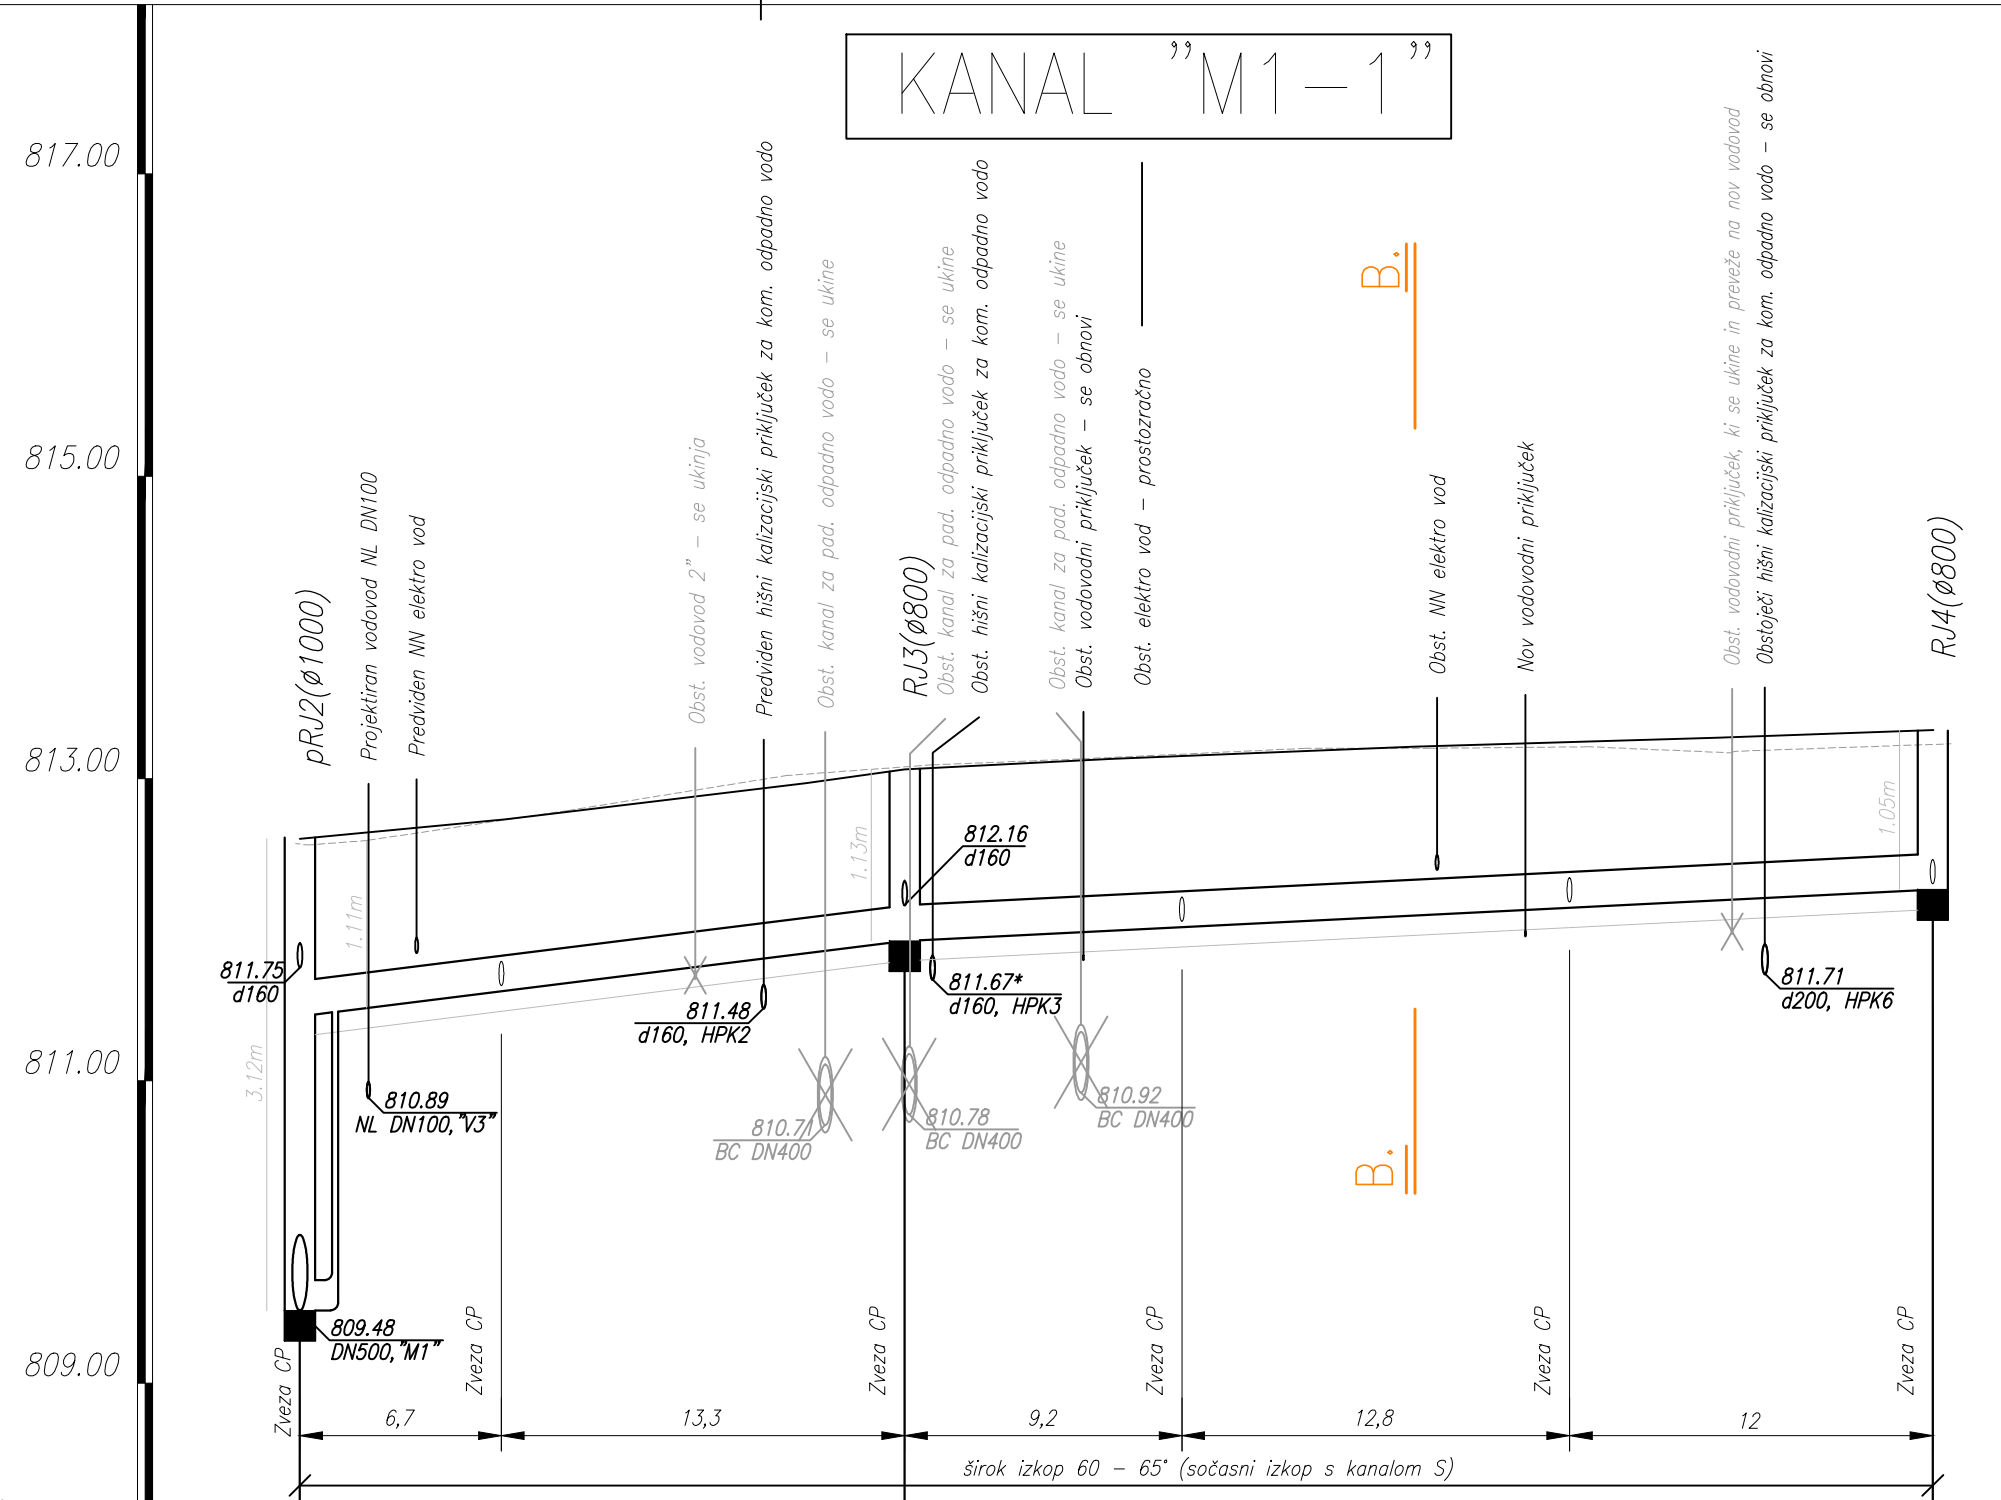 KANAL "M1-1"
817.00
815.00
813.00
811.00
809.00
pRJ2(ø1000)
Projektiran vodovod NL DN100
Predviden NN elektro vod
Obst. vodovod 2" - se ukinja
Predviden hišni kalizacijski priključek za kom. odpadno vodo
Obst. kanal za pad. odpadno vodo - se ukine
RJ3(ø800)
Obst. kanal za pad. odpadno vodo - se ukine
Obst. hišni kalizacijski priključek za kom. odpadno vodo
Obst. kanal za pad. odpadno vodo - se ukine
Obst. vodovodni priključek - se obnovi
Obst. elektro vod - prostozračno
B.
Obst. NN elektro vod
Nov vodovodni priključek
Obst. vodovodni priključek, ki se ukine in preveže na nov vodovod
Obstoječi hišni kalizacijski priključek za kom. odpadno vodo - se obnovi
RJ4(ø800)
1.11m
1.13m
1.05m
3.12m
812.16
d160
811.75
d160
811.48
d160, HPK2
811.67*
d160, HPK3
811.71
d200, HPK6
810.89
NL DN100,"V3"
810.71
BC DN400
810.78
BC DN400
810.92
BC DN400
B.
809.48
DN500,"M1"
Zveza CP
Zveza CP
Zveza CP
Zveza CP
Zveza CP
Zveza CP
6,7
13,3
9,2
12,8
12
širok izkop 60 - 65° (sočasni izkop s kanalom S)